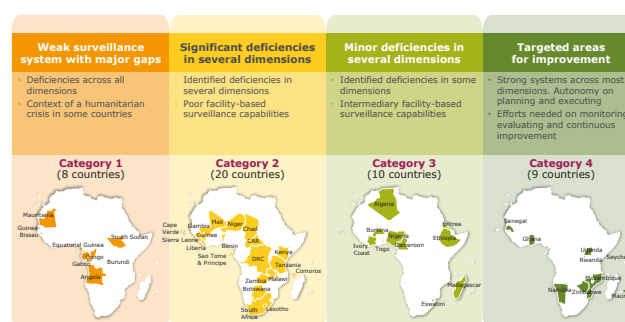 Weak surveillance
system with major gaps
• Deficiencies across all
dimensions
• Context of a humanitarian
crisis in some countries
Category 1
(8 countries)
Mauritania
Guinea-
Bissau
South Sudan
Equatorial Guinea
Congo
Gabon
Burundi
Angola
Significant deficiencies
in several dimensions
• Identified deficiencies in
several dimensions
• Poor facility-based
surveillance capabilities
Category 2
(20 countries)
Cape
Verde
Gambia
Mali
Niger
Chad
Guinea
Sierra Leone
Liberia
Benin
CAR
Sao Tome
& Principe
DRC
Kenya
Tanzania
Comoros
Zambia
Malawi
Botswana
South
Africa
Lesotho
Minor deficiencies in
several dimensions
• Identified deficiencies in some
dimensions
• Intermediary facility-based
surveillance capabilities
Category 3
(10 countries)
Algeria
Burkina
Nigeria
Eritrea
Ethiopia
Ivory
Coast
Togo
Cameroon
Madagascar
Eswatini
Targeted areas
for improvement
• Strong systems across most
dimensions. Autonomy on
planning and executing
• Efforts needed on monitoring
evaluating and continuous
improvement
Category 4
(9 countries)
Senegal
Ghana
Uganda
Rwanda
Seyche
Mozambique
Namibia
Zimbabwe
Mau